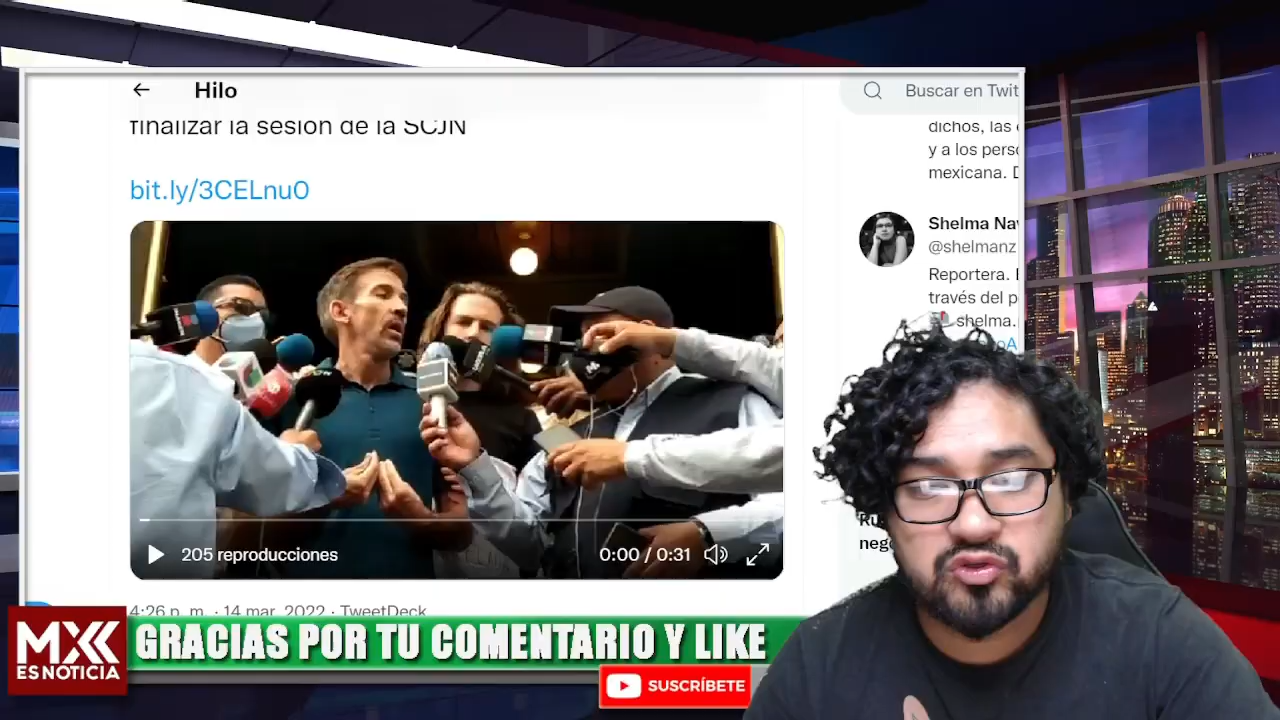 Hilo
Buscar en Twit
finalizar la sesión de la SCJN
bit.ly/3CELnu0
dichos, las
y a los perso
mexicana. D
Shelma Nav
@shelmanz
Reportera.
través del p
shelma.
205 reproducciones
0:00 / 0:31
nego
4:26 p. m. · 14 mar. 2022 · TweetDeck
MX
ES NOTICIA
GRACIAS POR TU COMENTARIO Y LIKE
SUSCRÍBETE